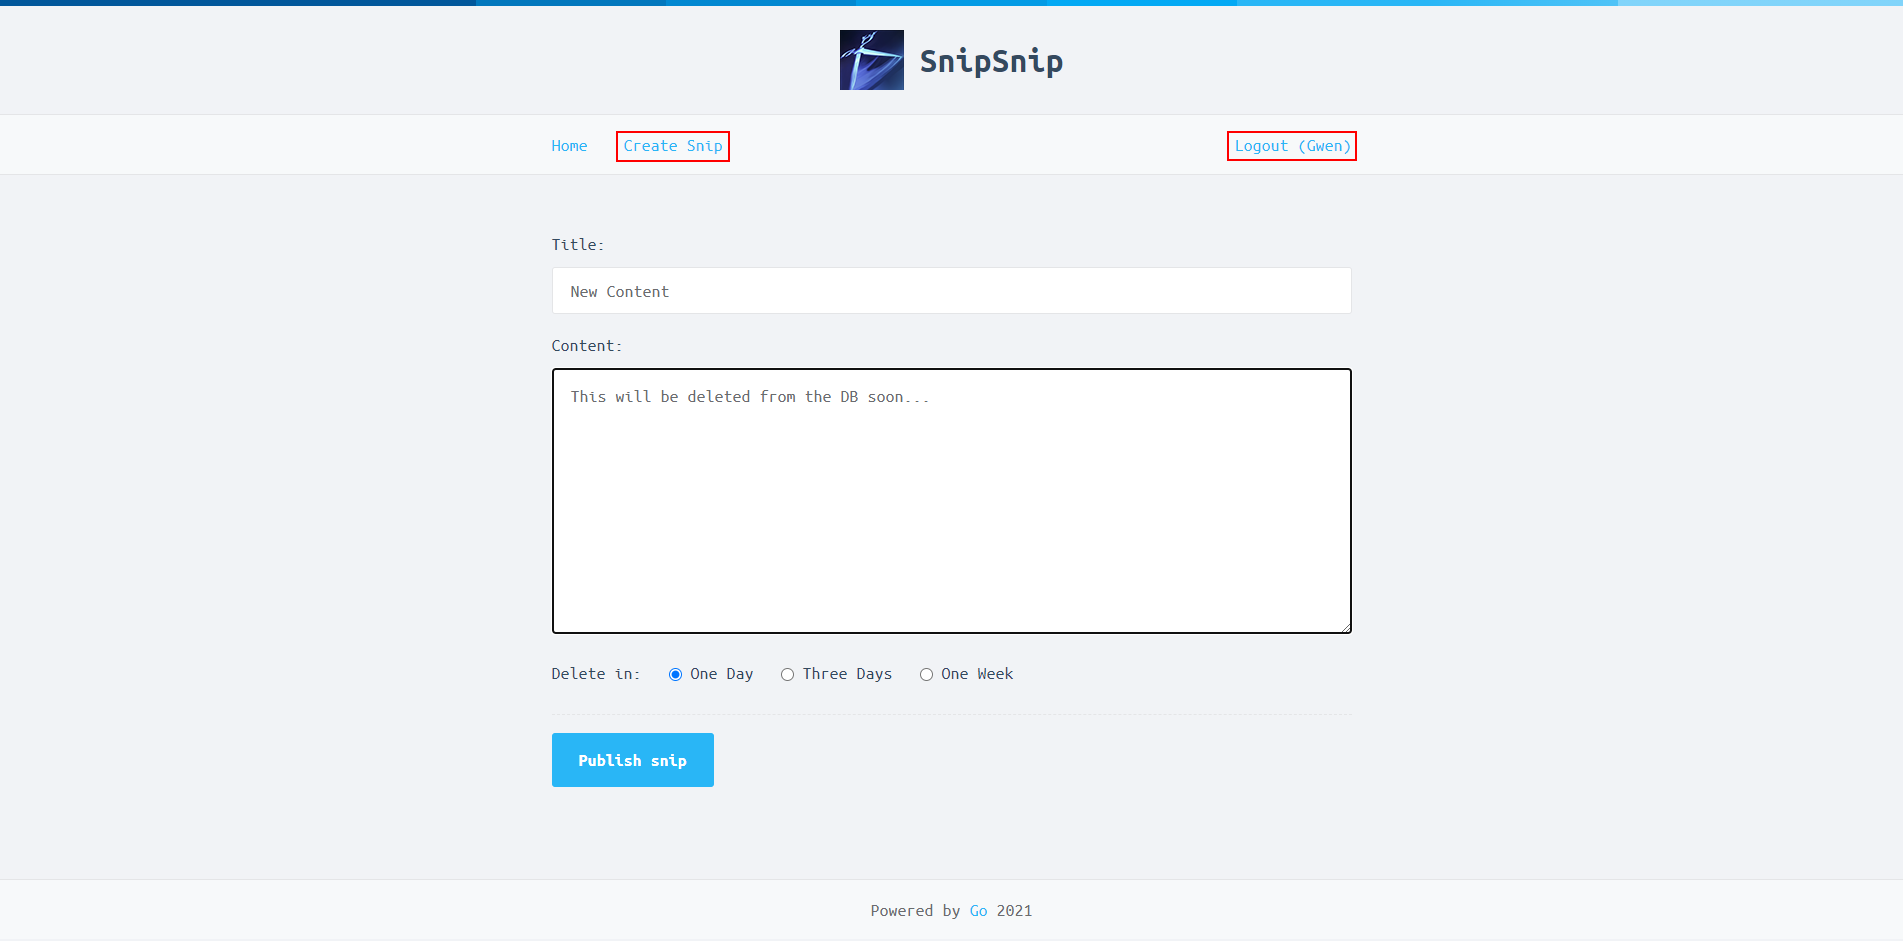 SnipSnip
Home Create Snip Logout (Gwen)
Title:
New Content
Content:
This will be deleted from the DB soon...
Delete in: One Day Three Days One Week
Publish snip
Powered by Go 2021